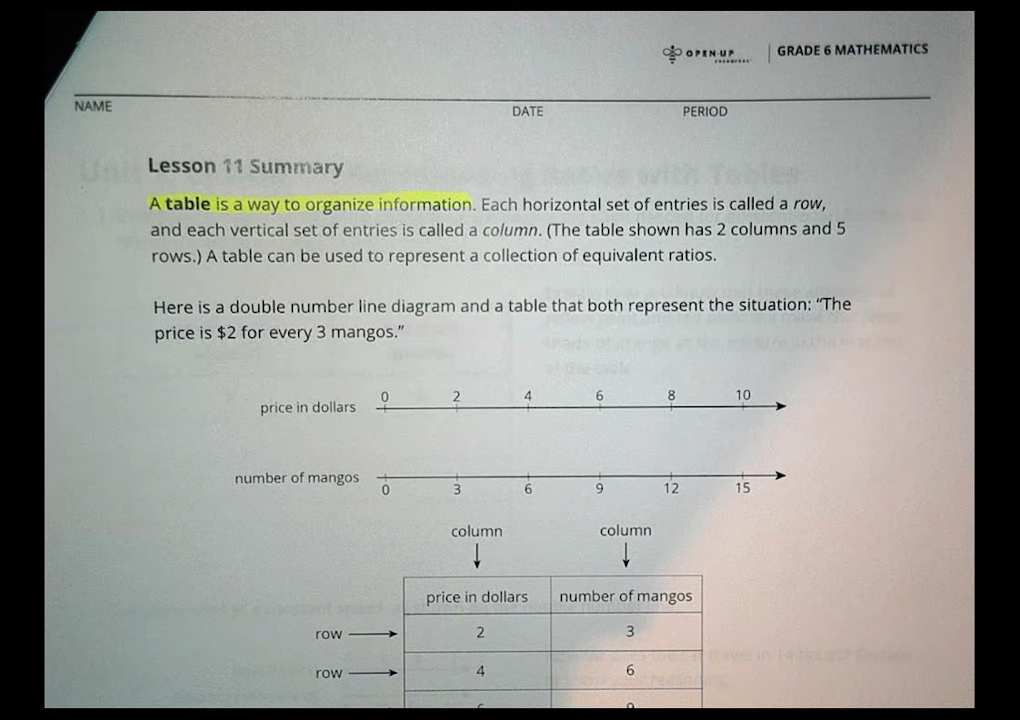 OPEN-UP
GRADE 6 MATHEMATICS
NAME DATE PERIOD
Lesson 11 Summary
A table is a way to organize information. Each horizontal set of entries is called a row,
and each vertical set of entries is called a column. (The table shown has 2 columns and 5
rows.) A table can be used to represent a collection of equivalent ratios.
Here is a double number line diagram and a table that both represent the situation: “The
price is $2 for every 3 mangos.”
0 2 4 6 8 10
price in dollars
number of mangos
0 3 6 9 12 15
column column
price in dollars number of mangos
row 2 3
row 4 6